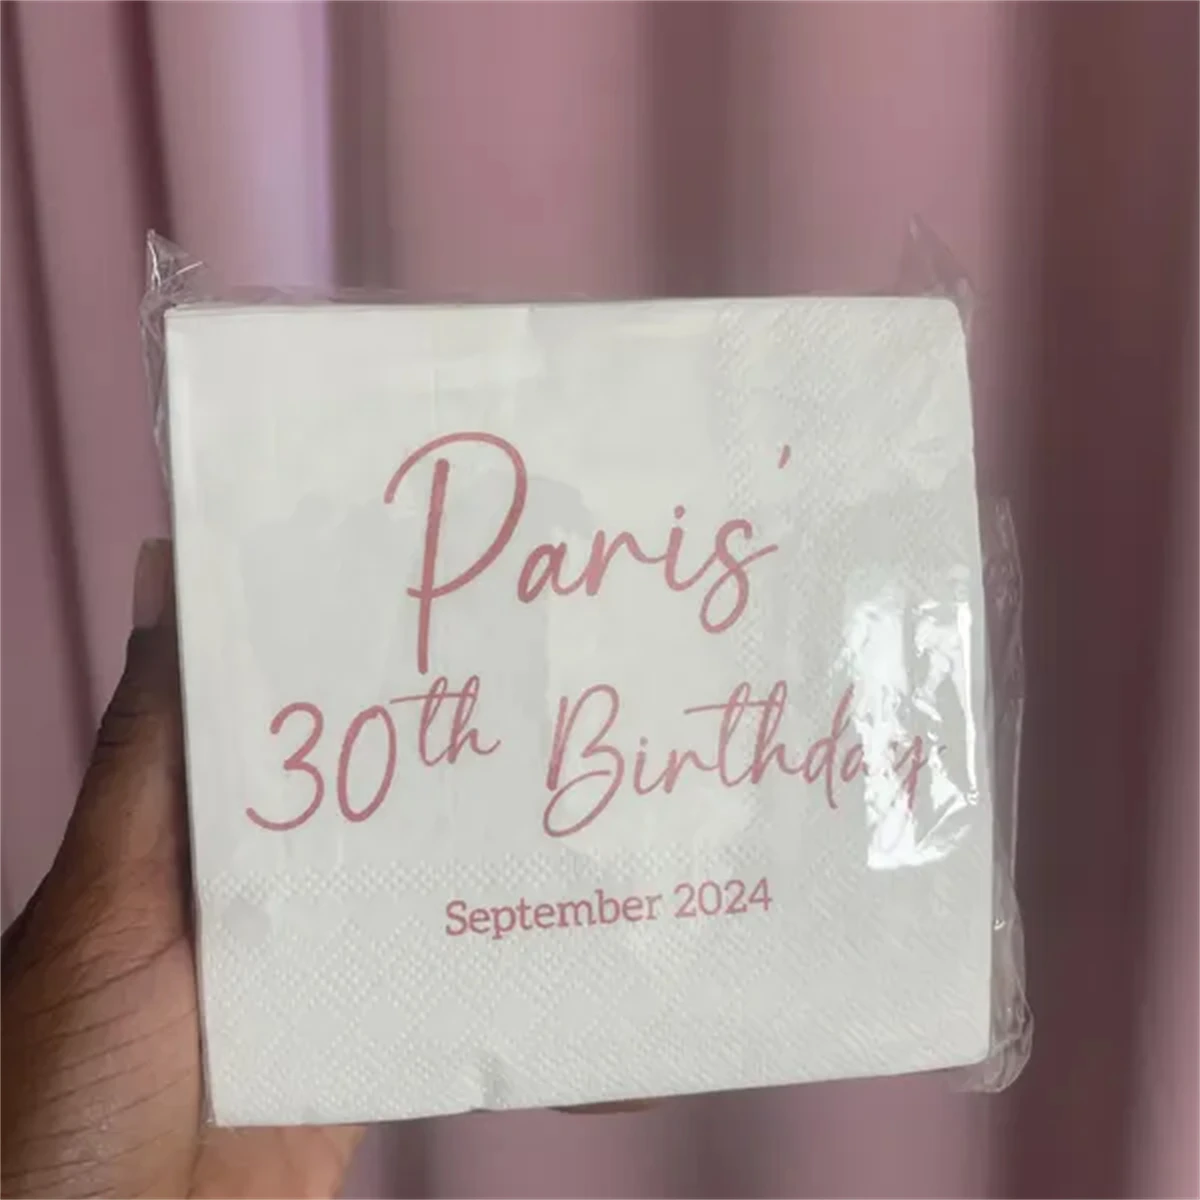 Paris'
30th Birthday
September 2024